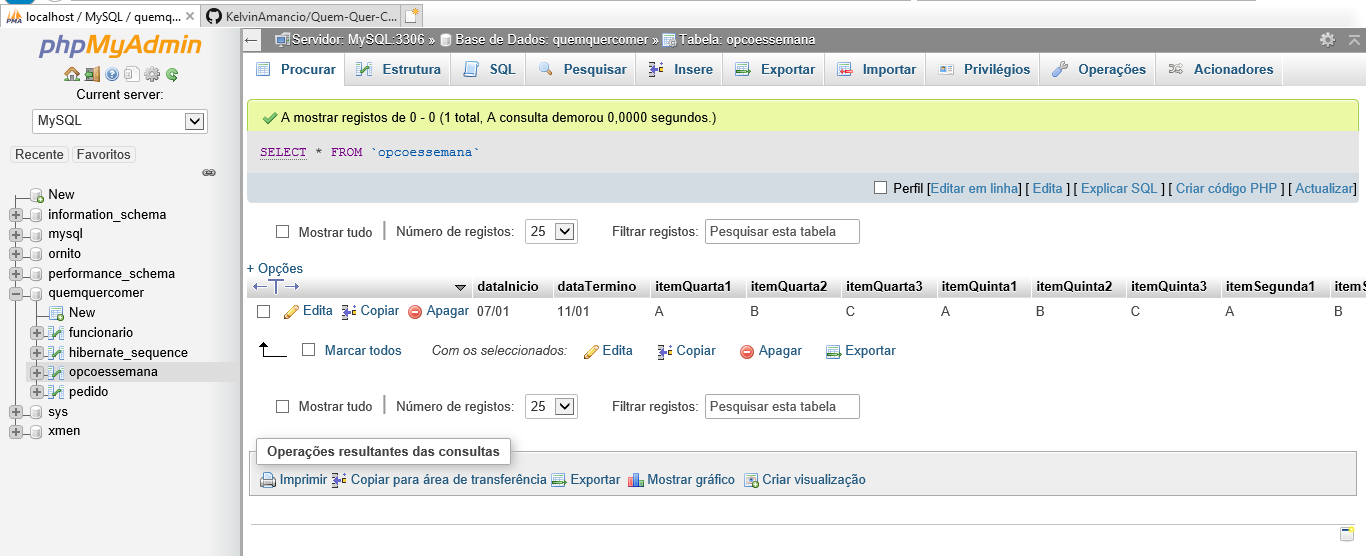 localhost / MySQL / quemq...
KelvinAmancio/Quem-Quer-C...
phpMyAdmin
Current server:
MySQL
Recente Favoritos
New
information_schema
mysql
ornito
performance_schema
quemquercomer
New
funcionario
hibernate_sequence
opcoessemana
pedido
sys
xmen
Servidor: MySQL:3306 » Base de Dados: quemquercomer » Tabela: opcoessemana
Procurar Estrutura SQL Pesquisar Insere Exportar Importar Privilégios Operações Acionadores
A mostrar registos de 0 - 0 (1 total, A consulta demorou 0,0000 segundos.)
SELECT * FROM `opcoessemana`
Perfil [Editar em linha] [ Edita ] [ Explicar SQL ] [ Criar código PHP ] [ Actualizar]
Mostrar tudo Número de registos: 25 Filtrar registos: Pesquisar esta tabela
+ Opções
dataInicio dataTermino itemQuarta1 itemQuarta2 itemQuarta3 itemQuinta1 itemQuinta2 itemQuinta3 itemSegunda1 itemS
Edita Copiar Apagar 07/01 11/01 A B C A B C A B
Marcar todos Com os seleccionados: Edita Copiar Apagar Exportar
Mostrar tudo Número de registos: 25 Filtrar registos: Pesquisar esta tabela
Operações resultantes das consultas
Imprimir Copiar para área de transferência Exportar Mostrar gráfico Criar visualização